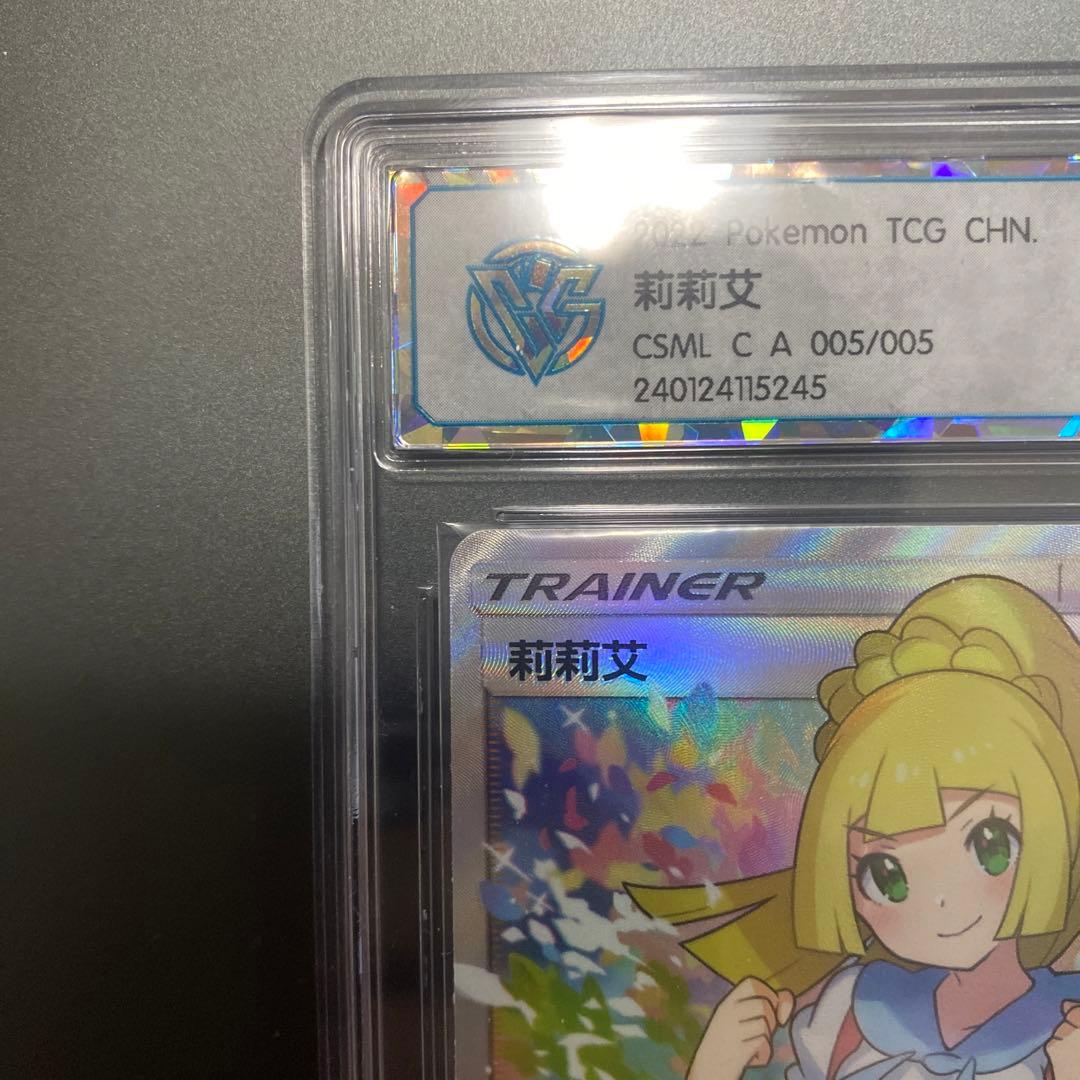 2022 Pokemon TCG CHN.
莉莉艾
CSML C A 005/005
240124115245
TRAINER
莉莉艾